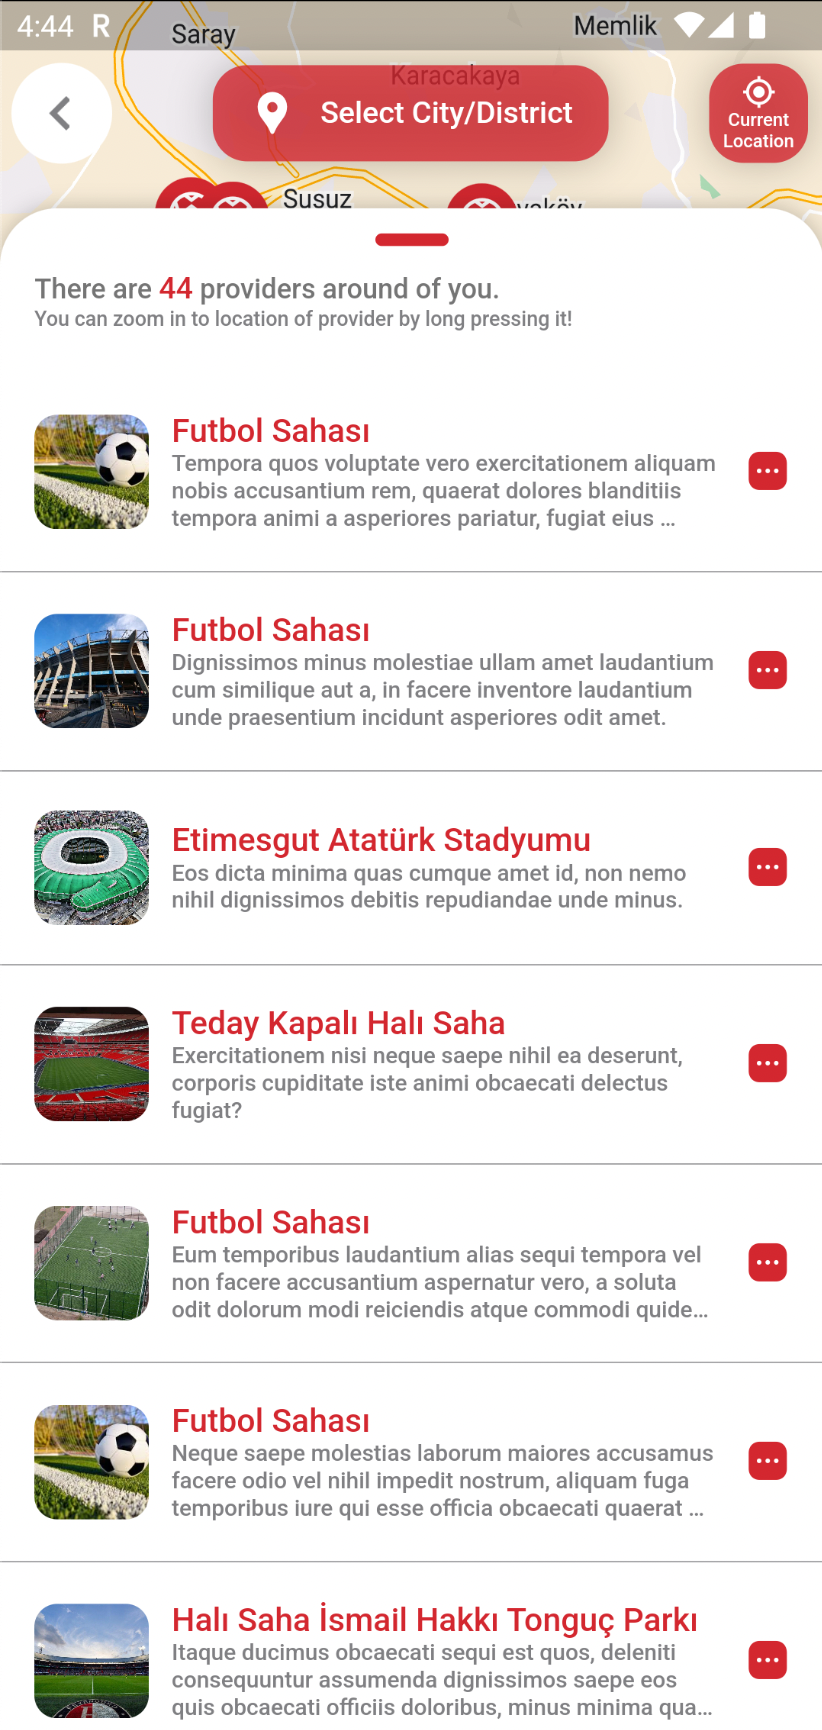 4:44 R
Saray
Memlik
Karacakaya
Select City/District
Current
Location
Susuz
There are 44 providers around of you.
You can zoom in to location of provider by long pressing it!
Futbol Sahası
Tempora quos voluptate vero exercitationem aliquam
nobis accusantium rem, quaerat dolores blanditiis
tempora animi a asperiores pariatur, fugiat eius ...
Futbol Sahası
Dignissimos minus molestiae ullam amet laudantium
cum similique aut a, in facere inventore laudantium
unde praesentium incidunt asperiores odit amet.
Etimesgut Atatürk Stadyumu
Eos dicta minima quas cumque amet id, non nemo
nihil dignissimos debitis repudiandae unde minus.
Teday Kapalı Halı Saha
Exercitationem nisi neque saepe nihil ea deserunt,
corporis cupiditate iste animi obcaecati delectus
fugiat?
Futbol Sahası
Eum temporibus laudantium alias sequi tempora vel
non facere accusantium aspernatur vero, a soluta
odit dolorum modi reiciendis atque commodi quide...
Futbol Sahası
Neque saepe molestias laborum maiores accusamus
facere odio vel nihil impedit nostrum, aliquam fuga
temporibus iure qui esse officia obcaecati quaerat ...
Halı Saha İsmail Hakkı Tonguç Parkı
Itaque ducimus obcaecati sequi est quos, deleniti
consequuntur assumenda dignissimos saepe eos
quis obcaecati officiis doloribus, minus minima qua...